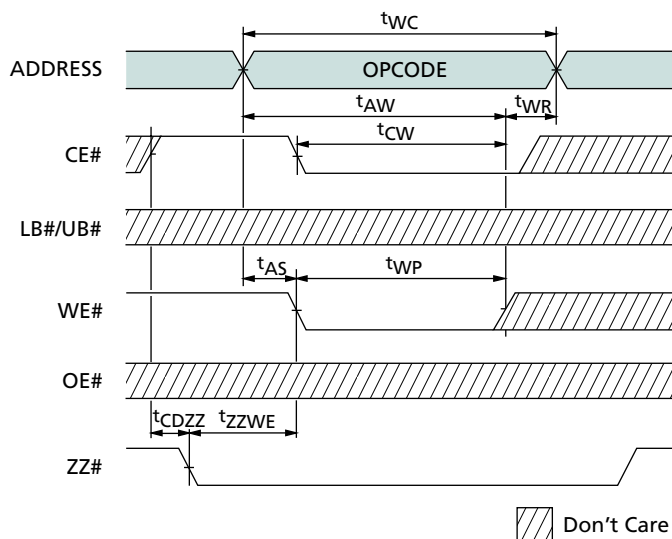 tWC
ADDRESS
OPCODE
tAW
tWR
CE#
tCW
LB#/UB#
tAS
tWP
WE#
OE#
tCDZZ
tZZWE
ZZ#
Don't Care